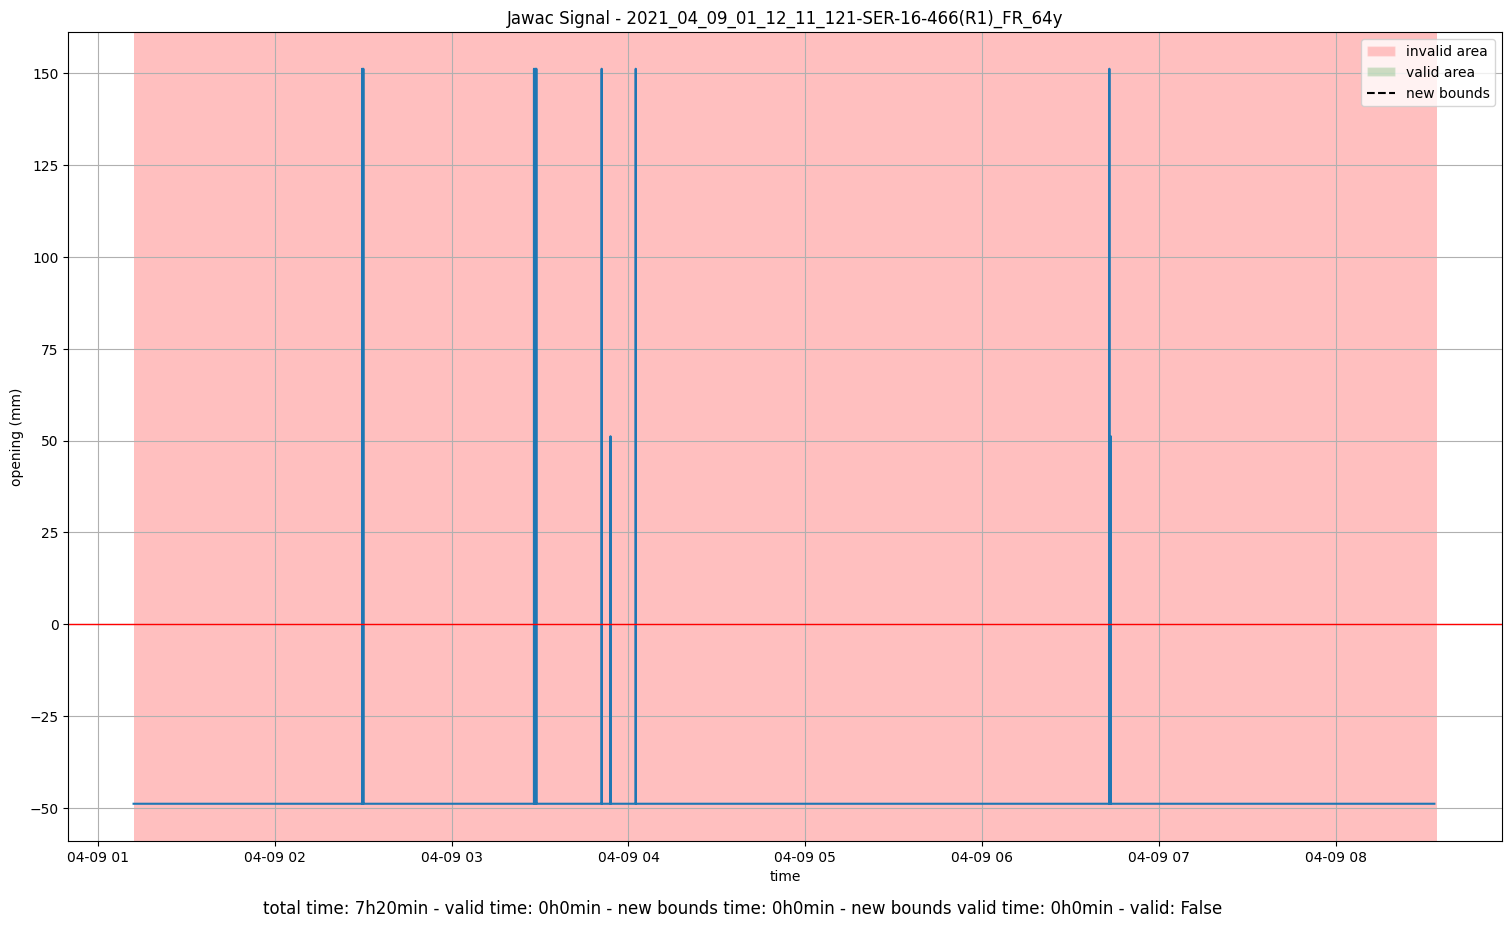 Jawac Signal - 2021_04_09_01_12_11_121-SER-16-466(R1)_FR_64y
invalid area
valid area
new bounds
150
125
100
75
50
25
0
−25
−50
opening (mm)
04-09 01
04-09 02
04-09 03
04-09 04
04-09 05
04-09 06
04-09 07
04-09 08
time
total time: 7h20min - valid time: 0h0min - new bounds time: 0h0min - new bounds valid time: 0h0min - valid: False